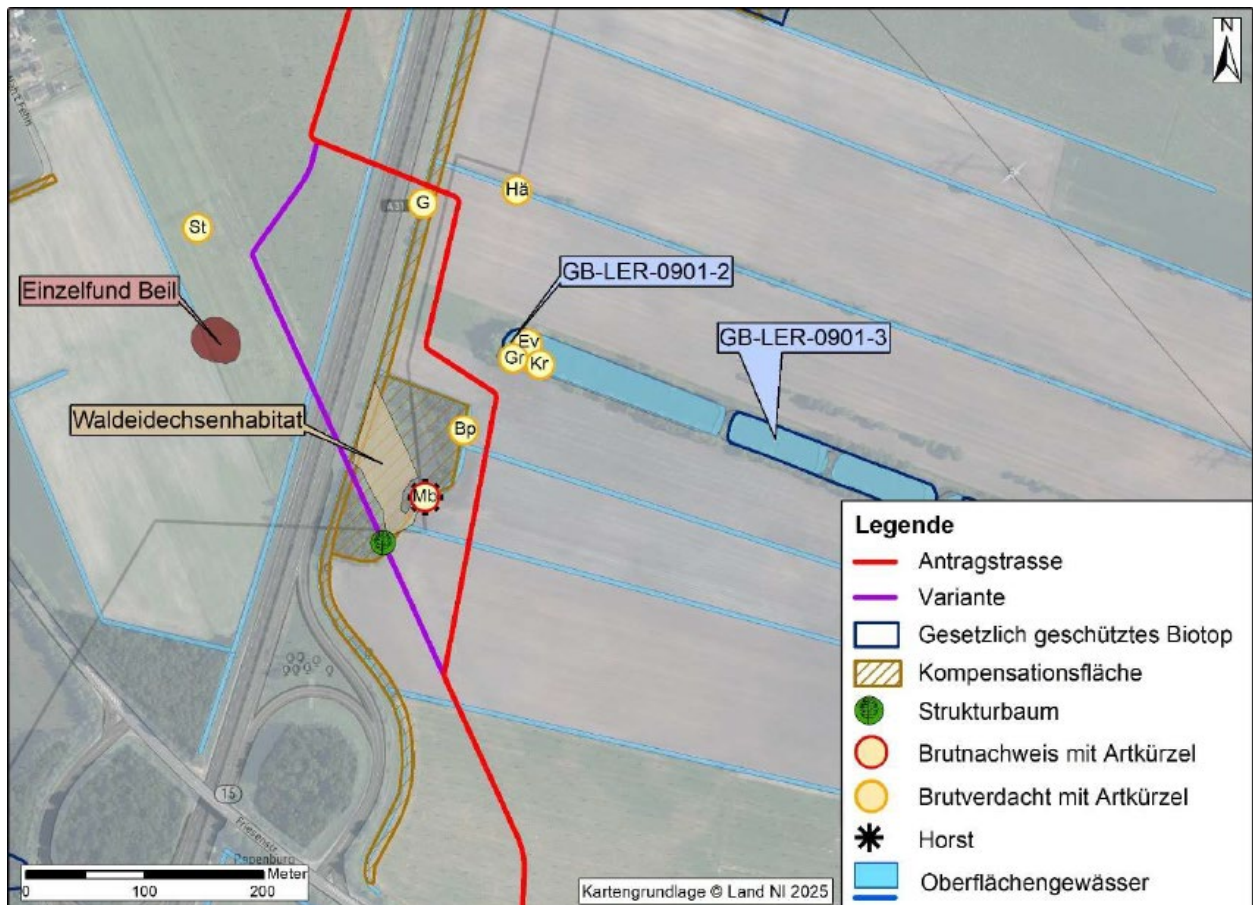 N
Hä
A31
G
St
GB-LER-0901-2
Einzelfund Beil
Ev
Gr
Kr
GB-LER-0901-3
Waldeidechsenhabitat
Bp
Mb
Legende
Antragstrasse
Variante
Gesetzlich geschütztes Biotop
Kompensationsfläche
Strukturbaum
Brutnachweis mit Artkürzel
Brutverdacht mit Artkürzel
Horst
Oberflächengewässer
15
Friesenstr.
Papenburg
Meter
0 100 200
Kartengrundlage © Land NI 2025